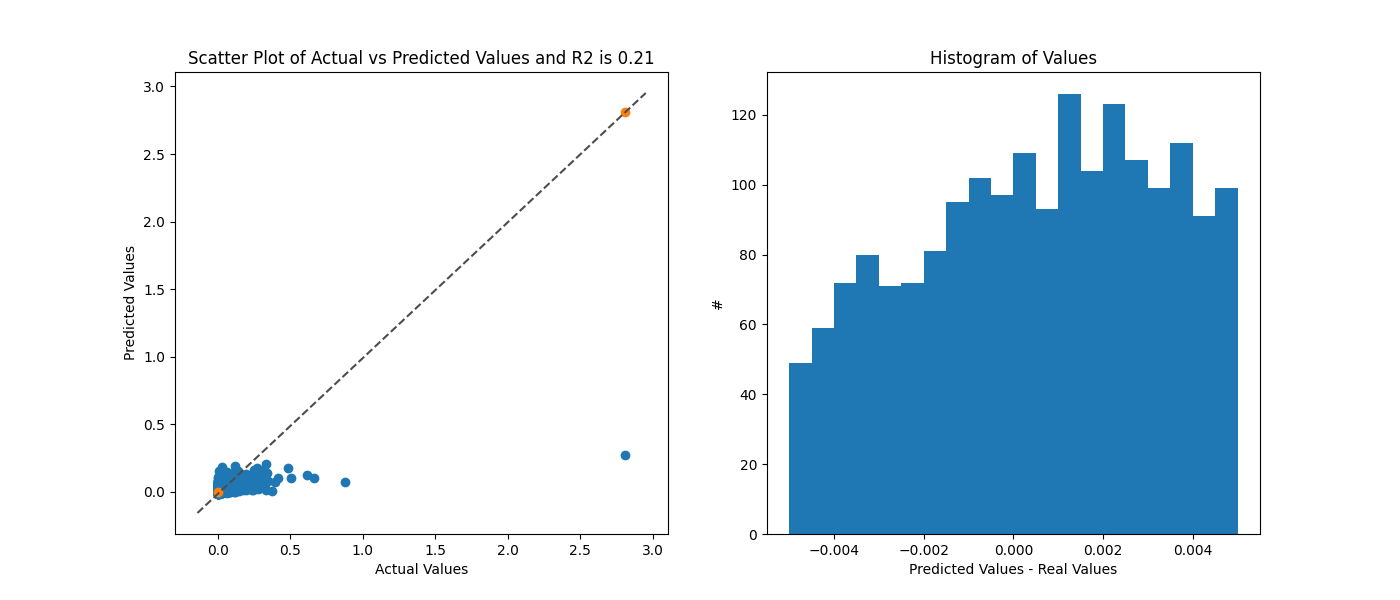 Scatter Plot of Actual vs Predicted Values and R2 is 0.21
3.0
2.5
2.0
1.5
1.0
0.5
0.0
Predicted Values
0.0 0.5 1.0 1.5 2.0 2.5 3.0
Actual Values
Histogram of Values
120
100
80
60
40
20
0
#
−0.004 −0.002 0.000 0.002 0.004
Predicted Values - Real Values